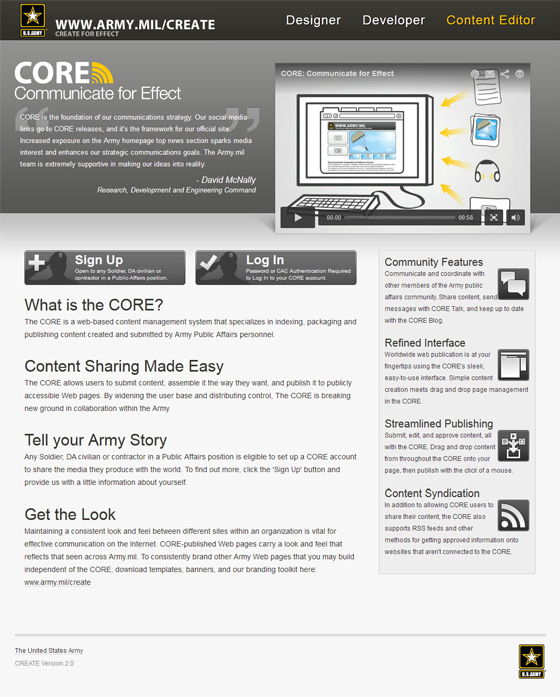 U.S.ARMY
WWW.ARMY.MIL/CREATE
CREATE FOR EFFECT
Designer
Developer
Content Editor
CORE
Communicate for Effect
CORE is the foundation of our communications strategy. Our social media
links go to CORE releases, and it's the framework for our official site.
Increased exposure on the Army homepage top news section sparks media
interest and enhances our strategic communications goals. The Army.mil
team is extremely supportive in making our ideas into reality.
- David McNally
Research, Development and Engineering Command
CORE: Communicate for Effect
00:00
00:58
Sign Up
Open to any Soldier, DA civilian or
contractor in a Public Affairs position.
Log In
Password or CAC Authentication Required
to Log In to your CORE account.
What is the CORE?
The CORE is a web-based content management system that specializes in indexing, packaging and
publishing content created and submitted by Army Public Affairs personnel.
Content Sharing Made Easy
The CORE allows users to submit content, assemble it the way they want, and publish it to publicly
accessible Web pages. By widening the user base and distributing control, The CORE is breaking
new ground in collaboration within the Army.
Tell your Army Story
Any Soldier, DA civilian or contractor in a Public Affairs position is eligible to set up a CORE account
to share the media they produce with the world. To find out more, click the 'Sign Up' button and
provide us with a little information about yourself.
Get the Look
Maintaining a consistent look and feel between different sites within an organization is vital for
effective communication on the Internet. CORE-published Web pages carry a look and feel that
reflects that seen across Army.mil. To consistently brand other Army Web pages that you may build
independent of the CORE, download templates, banners, and our branding toolkit here:
www.army.mil/create
Community Features
Communicate and coordinate with
other members of the Army public
affairs community. Share content, send
messages with CORE Talk, and keep up to date
with the CORE Blog.
Refined Interface
Worldwide web publication is at your
fingertips using the CORE's sleek,
easy-to-use interface. Simple content
creation meets drag and drop page management
in the CORE.
Streamlined Publishing
Submit, edit, and approve content, all
with the CORE. Drag and drop content
from throughout the CORE onto your
page, then publish with the click of a mouse.
Content Syndication
In addition to allowing CORE users to
share their content, the CORE also
supports RSS feeds and other
methods for getting approved information onto
websites that aren't connected to the CORE.
The United States Army
CREATE Version 2.0
U.S.ARMY